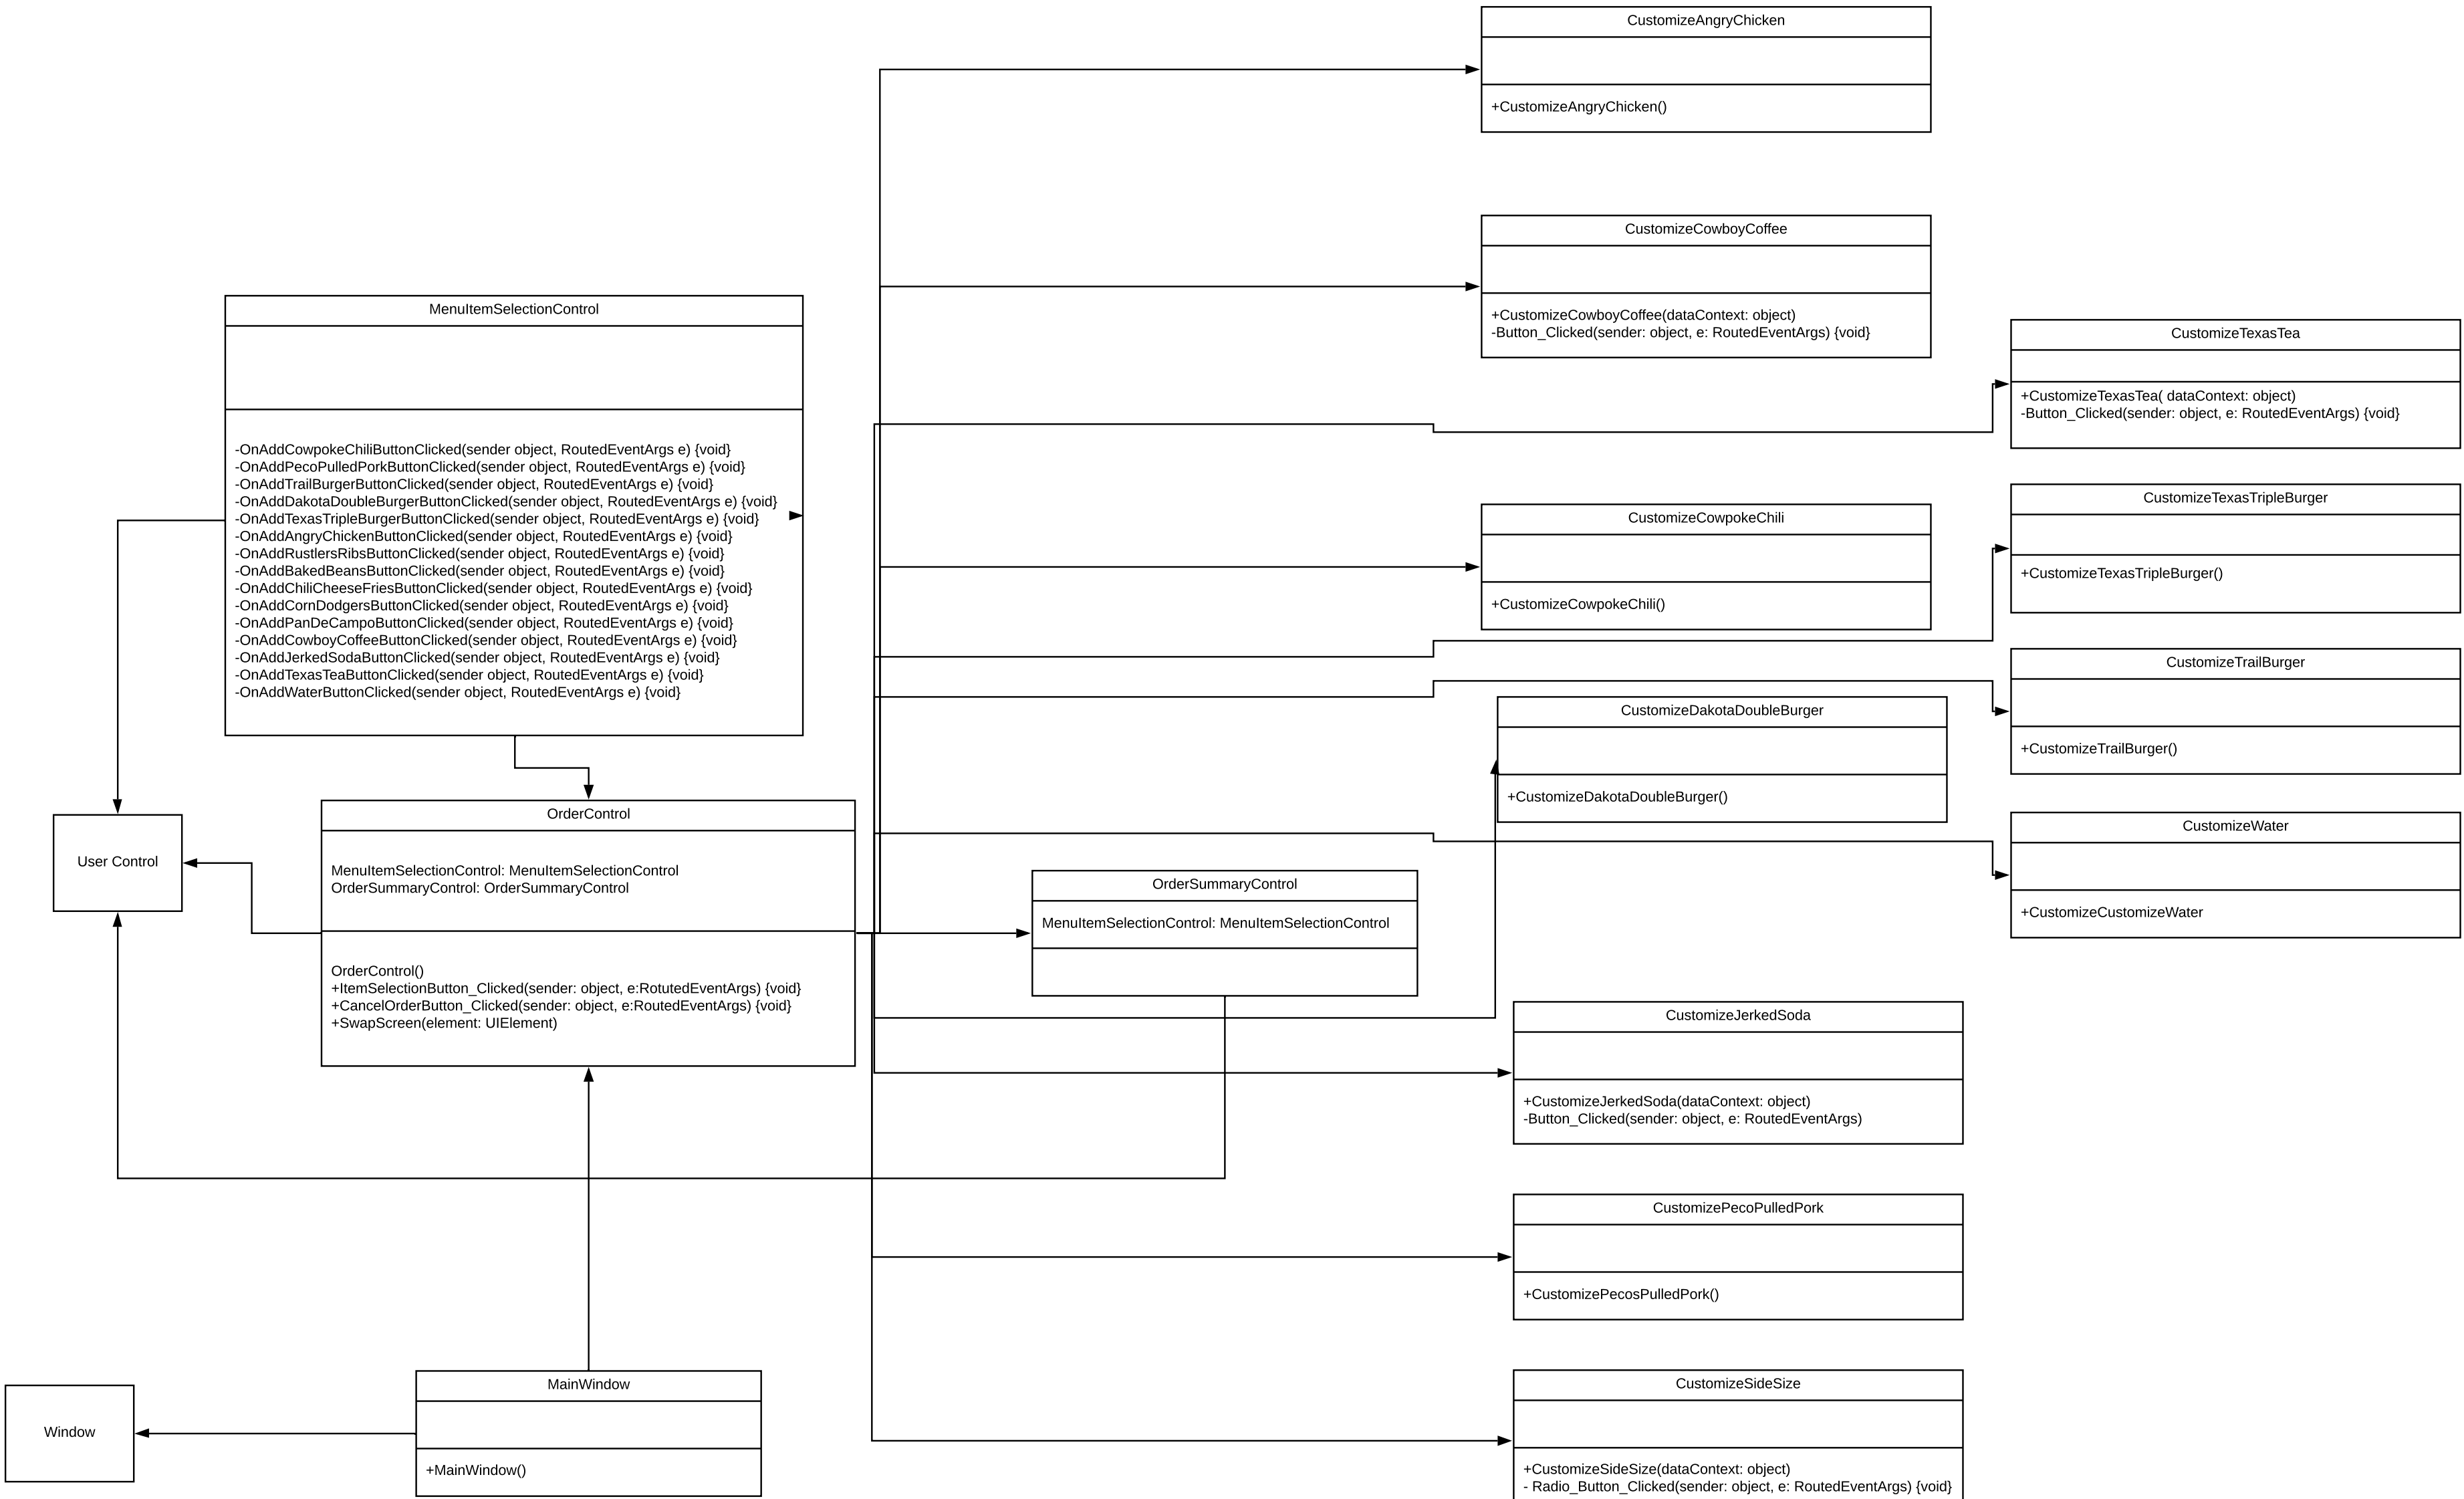 CustomizeAngryChicken
+CustomizeAngryChicken()
CustomizeCowboyCoffee
+CustomizeCowboyCoffee(dataContext: object)
-Button_Clicked(sender: object, e: RoutedEventArgs) {void}
MenuItemSelectionControl
-OnAddCowpokeChiliButtonClicked(sender object, RoutedEventArgs e) {void}
-OnAddPecoPulledPorkButtonClicked(sender object, RoutedEventArgs e) {void}
-OnAddTrailBurgerButtonClicked(sender object, RoutedEventArgs e) {void}
-OnAddDakotaDoubleBurgerButtonClicked(sender object, RoutedEventArgs e) {void}
-OnAddTexasTripleBurgerButtonClicked(sender object, RoutedEventArgs e) {void}
-OnAddAngryChickenButtonClicked(sender object, RoutedEventArgs e) {void}
-OnAddRustlersRibsButtonClicked(sender object, RoutedEventArgs e) {void}
-OnAddBakedBeansButtonClicked(sender object, RoutedEventArgs e) {void}
-OnAddChiliCheeseFriesButtonClicked(sender object, RoutedEventArgs e) {void}
-OnAddCornDodgersButtonClicked(sender object, RoutedEventArgs e) {void}
-OnAddPanDeCampoButtonClicked(sender object, RoutedEventArgs e) {void}
-OnAddCowboyCoffeeButtonClicked(sender object, RoutedEventArgs e) {void}
-OnAddJerkedSodaButtonClicked(sender object, RoutedEventArgs e) {void}
-OnAddTexasTeaButtonClicked(sender object, RoutedEventArgs e) {void}
-OnAddWaterButtonClicked(sender object, RoutedEventArgs e) {void}
CustomizeTexasTea
+CustomizeTexasTea( dataContext: object)
-Button_Clicked(sender: object, e: RoutedEventArgs) {void}
CustomizeCowpokeChili
+CustomizeCowpokeChili()
CustomizeTexasTripleBurger
+CustomizeTexasTripleBurger()
CustomizeTrailBurger
+CustomizeTrailBurger()
CustomizeDakotaDoubleBurger
+CustomizeDakotaDoubleBurger()
CustomizeWater
+CustomizeCustomizeWater
User Control
OrderControl
MenuItemSelectionControl: MenuItemSelectionControl
OrderSummaryControl: OrderSummaryControl
OrderControl()
+ItemSelectionButton_Clicked(sender: object, e:RotutedEventArgs) {void}
+CancelOrderButton_Clicked(sender: object, e:RoutedEventArgs) {void}
+SwapScreen(element: UIElement)
OrderSummaryControl
MenuItemSelectionControl: MenuItemSelectionControl
CustomizeJerkedSoda
+CustomizeJerkedSoda(dataContext: object)
-Button_Clicked(sender: object, e: RoutedEventArgs)
CustomizePecoPulledPork
+CustomizePecosPulledPork()
Window
MainWindow
+MainWindow()
CustomizeSideSize
+CustomizeSideSize(dataContext: object)
- Radio_Button_Clicked(sender: object, e: RoutedEventArgs) {void}